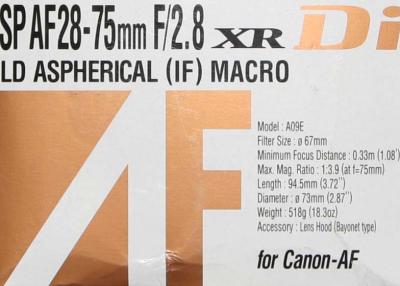 SP AF28-75mm F/2.8 XR Di
LD ASPHERICAL (IF) MACRO
AF
Model : A09E
Filter Size : ø 67mm
Minimum Focus Distance : 0.33m (1.08')
Max. Mag. Ratio : 1:3.9 (at f=75mm)
Length : 94.5mm (3.72")
Diameter : ø 73mm (2.87")
Weight : 518g (18.3oz)
Accessory : Lens Hood (Bayonet type)
for Canon-AF